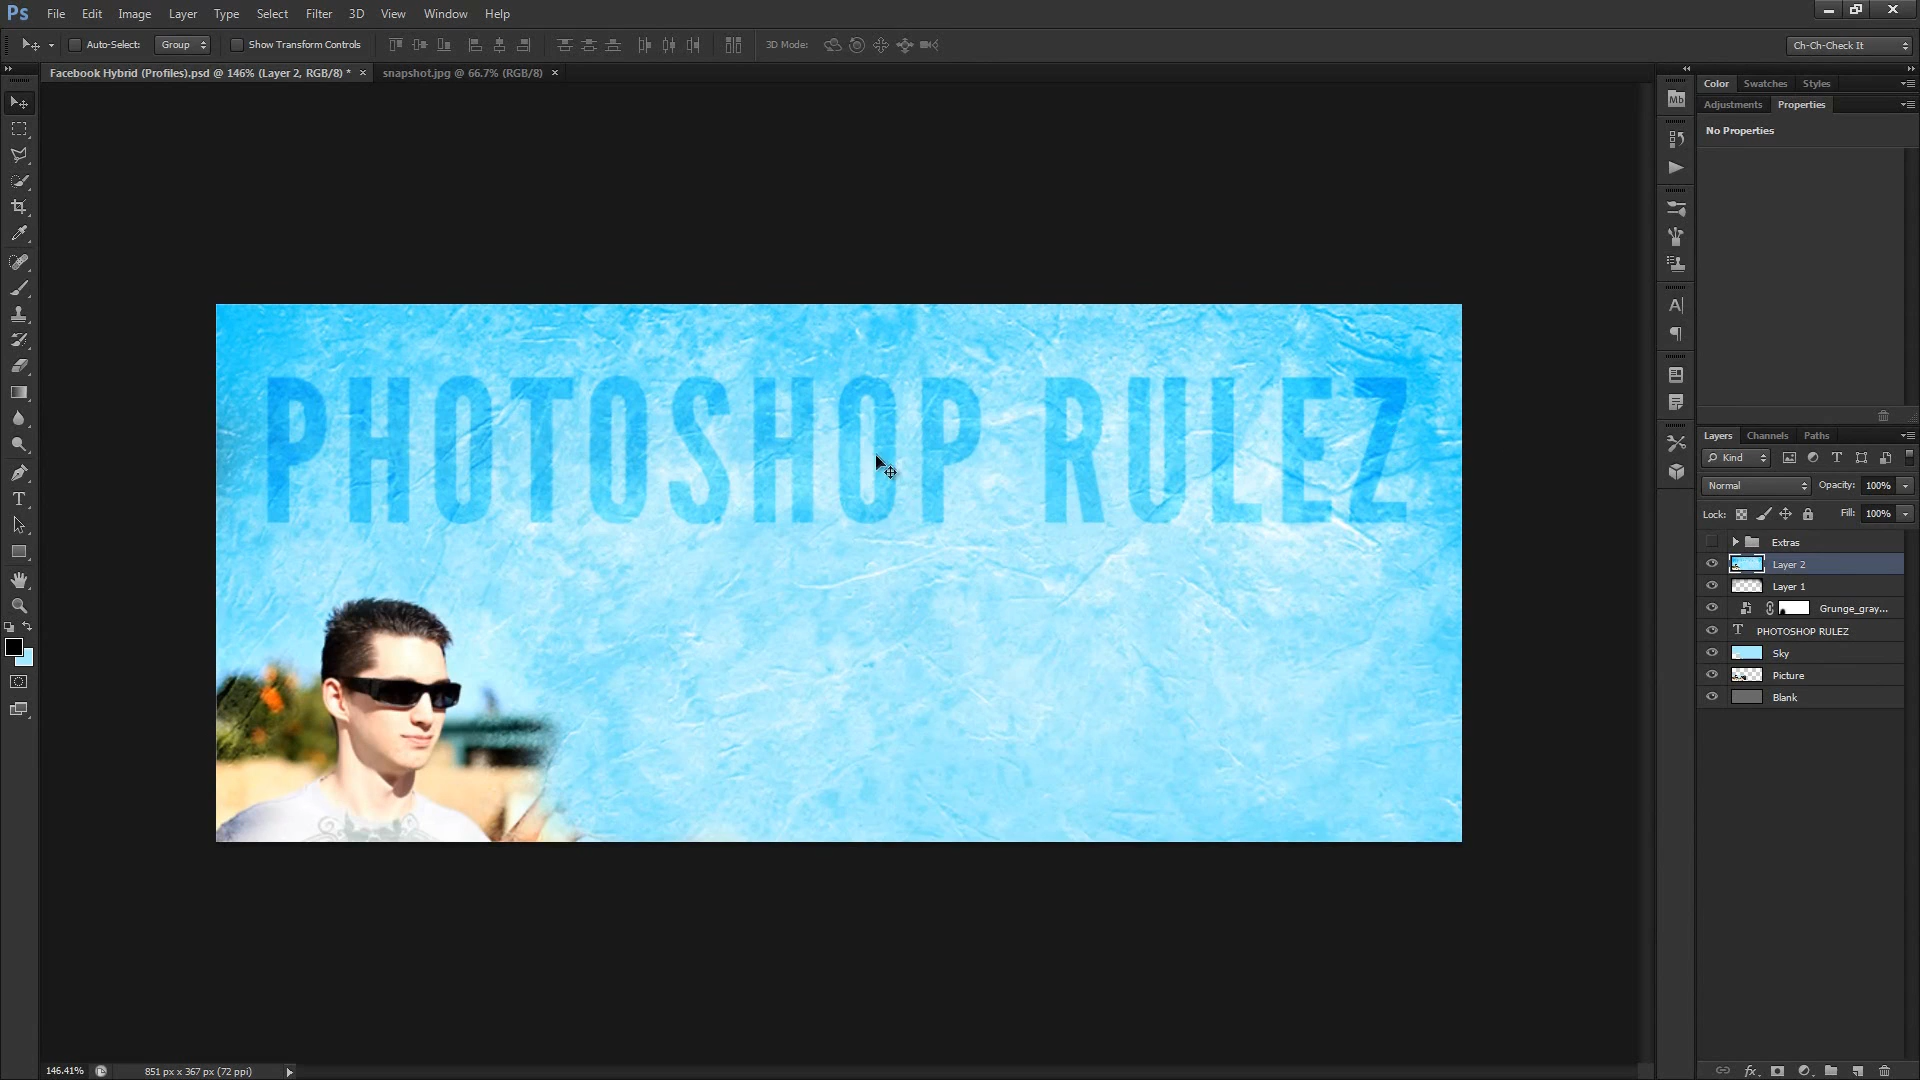 Ps File Edit Image Layer Type Select Filter 3D View Window Help
Auto-Select: Group Show Transform Controls 3D Mode: Ch-Ch-Check It
Facebook Hybrid (Profiles).psd @ 146% (Layer 2, RGB/8) * × snapshot.jpg @ 66.7% (RGB/8) ×
Color Swatches Styles
Mb
Adjustments Properties
No Properties
PHOTOSHOP RULEZ
Layers Channels Paths
Kind
Normal Opacity: 100%
Lock: Fill: 100%
Extras
Layer 2
Layer 1
Grunge_gray...
T PHOTOSHOP RULEZ
Sky
Picture
Blank
146.41% 851 px x 367 px (72 ppi)
fx